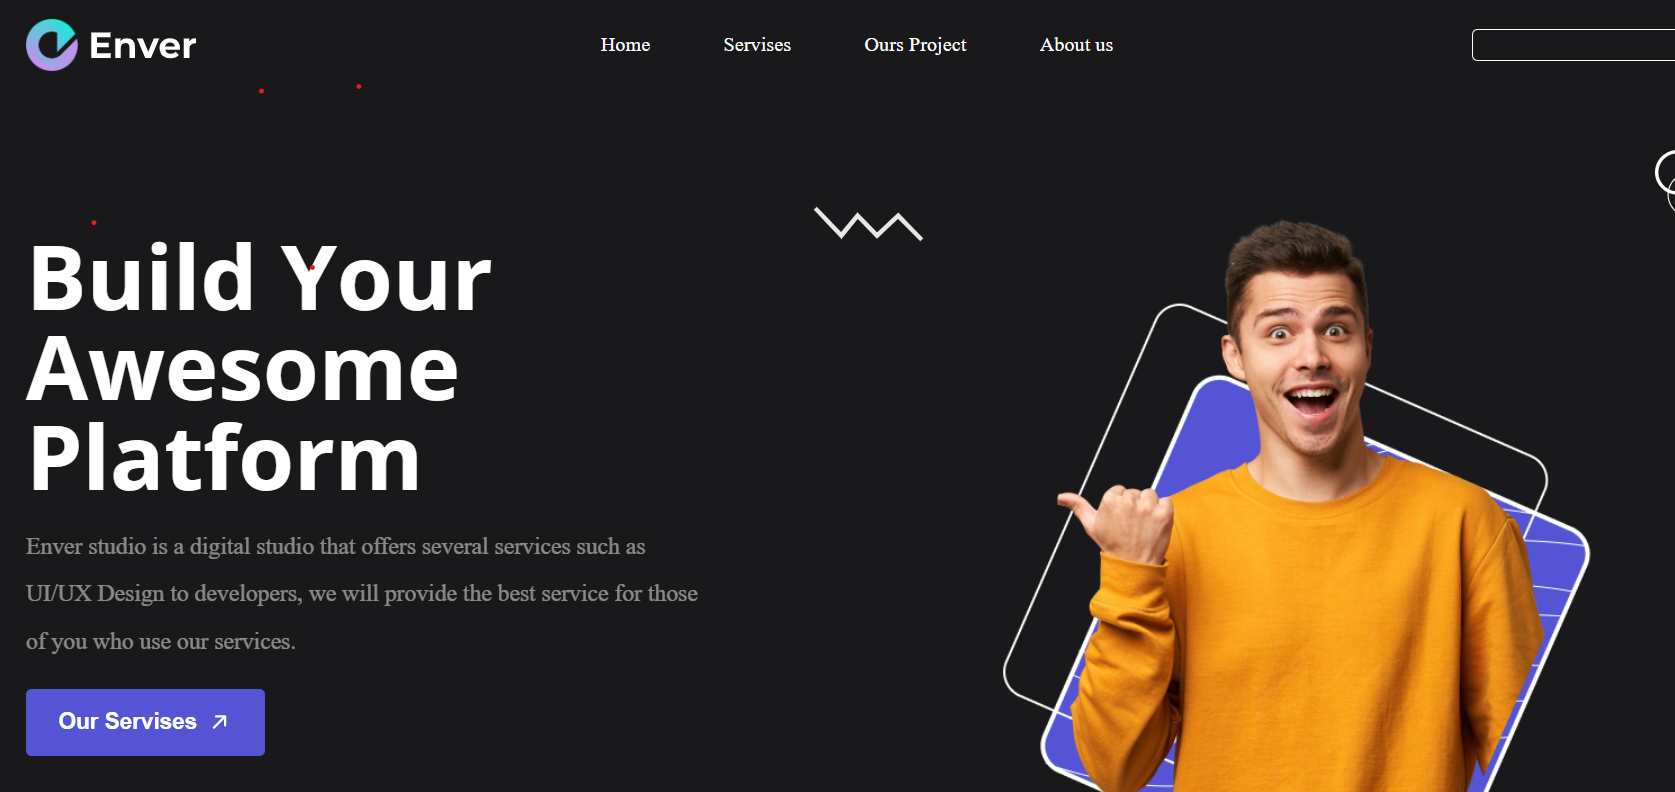 Enver
Home
Servises
Ours Project
About us
Build Your
Awesome
Platform
Enver studio is a digital studio that offers several services such as
UI/UX Design to developers, we will provide the best service for those
of you who use our services.
Our Servises